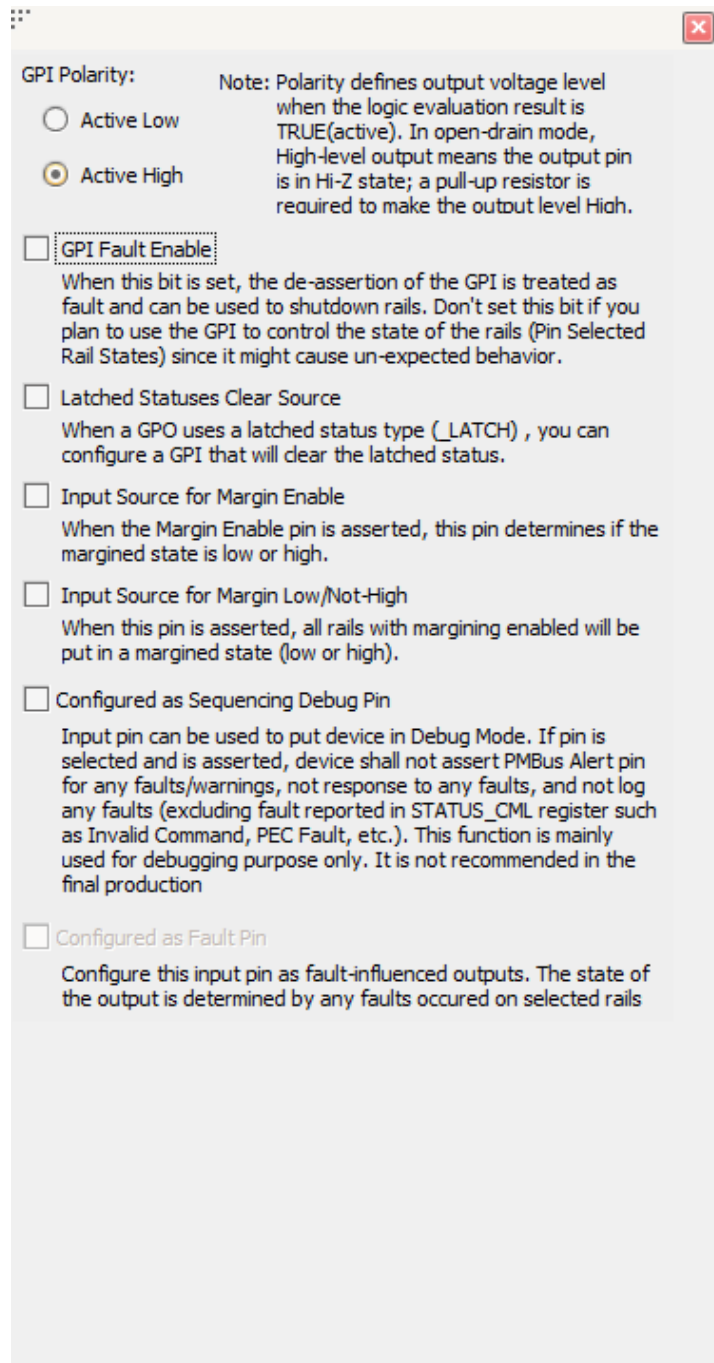 GPI Polarity:
Active Low
Active High
Note: Polarity defines output voltage level
when the logic evaluation result is
TRUE(active). In open-drain mode,
High-level output means the output pin
is in Hi-Z state; a pull-up resistor is
required to make the output level High.
GPI Fault Enable
When this bit is set, the de-assertion of the GPI is treated as
fault and can be used to shutdown rails. Don't set this bit if you
plan to use the GPI to control the state of the rails (Pin Selected
Rail States) since it might cause un-expected behavior.
Latched Statuses Clear Source
When a GPO uses a latched status type (_LATCH) , you can
configure a GPI that will clear the latched status.
Input Source for Margin Enable
When the Margin Enable pin is asserted, this pin determines if the
margined state is low or high.
Input Source for Margin Low/Not-High
When this pin is asserted, all rails with margining enabled will be
put in a margined state (low or high).
Configured as Sequencing Debug Pin
Input pin can be used to put device in Debug Mode. If pin is
selected and is asserted, device shall not assert PMBus Alert pin
for any faults/warnings, not response to any faults, and not log
any faults (excluding fault reported in STATUS_CML register such
as Invalid Command, PEC Fault, etc.). This function is mainly
used for debugging purpose only. It is not recommended in the
final production
Configured as Fault Pin
Configure this input pin as fault-influenced outputs. The state of
the output is determined by any faults occured on selected rails